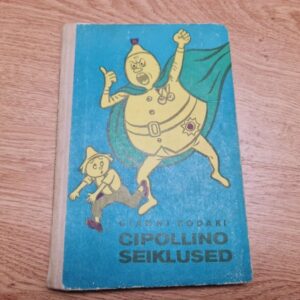 GIANNI RODARI
CIPOLLINO
SEIKLUSED